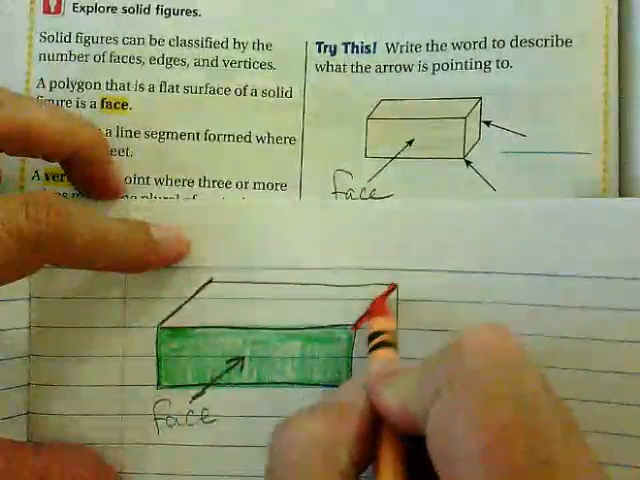 Explore solid figures.
Solid figures can be classified by the
number of faces, edges, and vertices.
A polygon that is a flat surface of a solid
figure is a face.
a line segment formed where
eet.
A ver oint where three or more
Try This! Write the word to describe
what the arrow is pointing to.
face
face